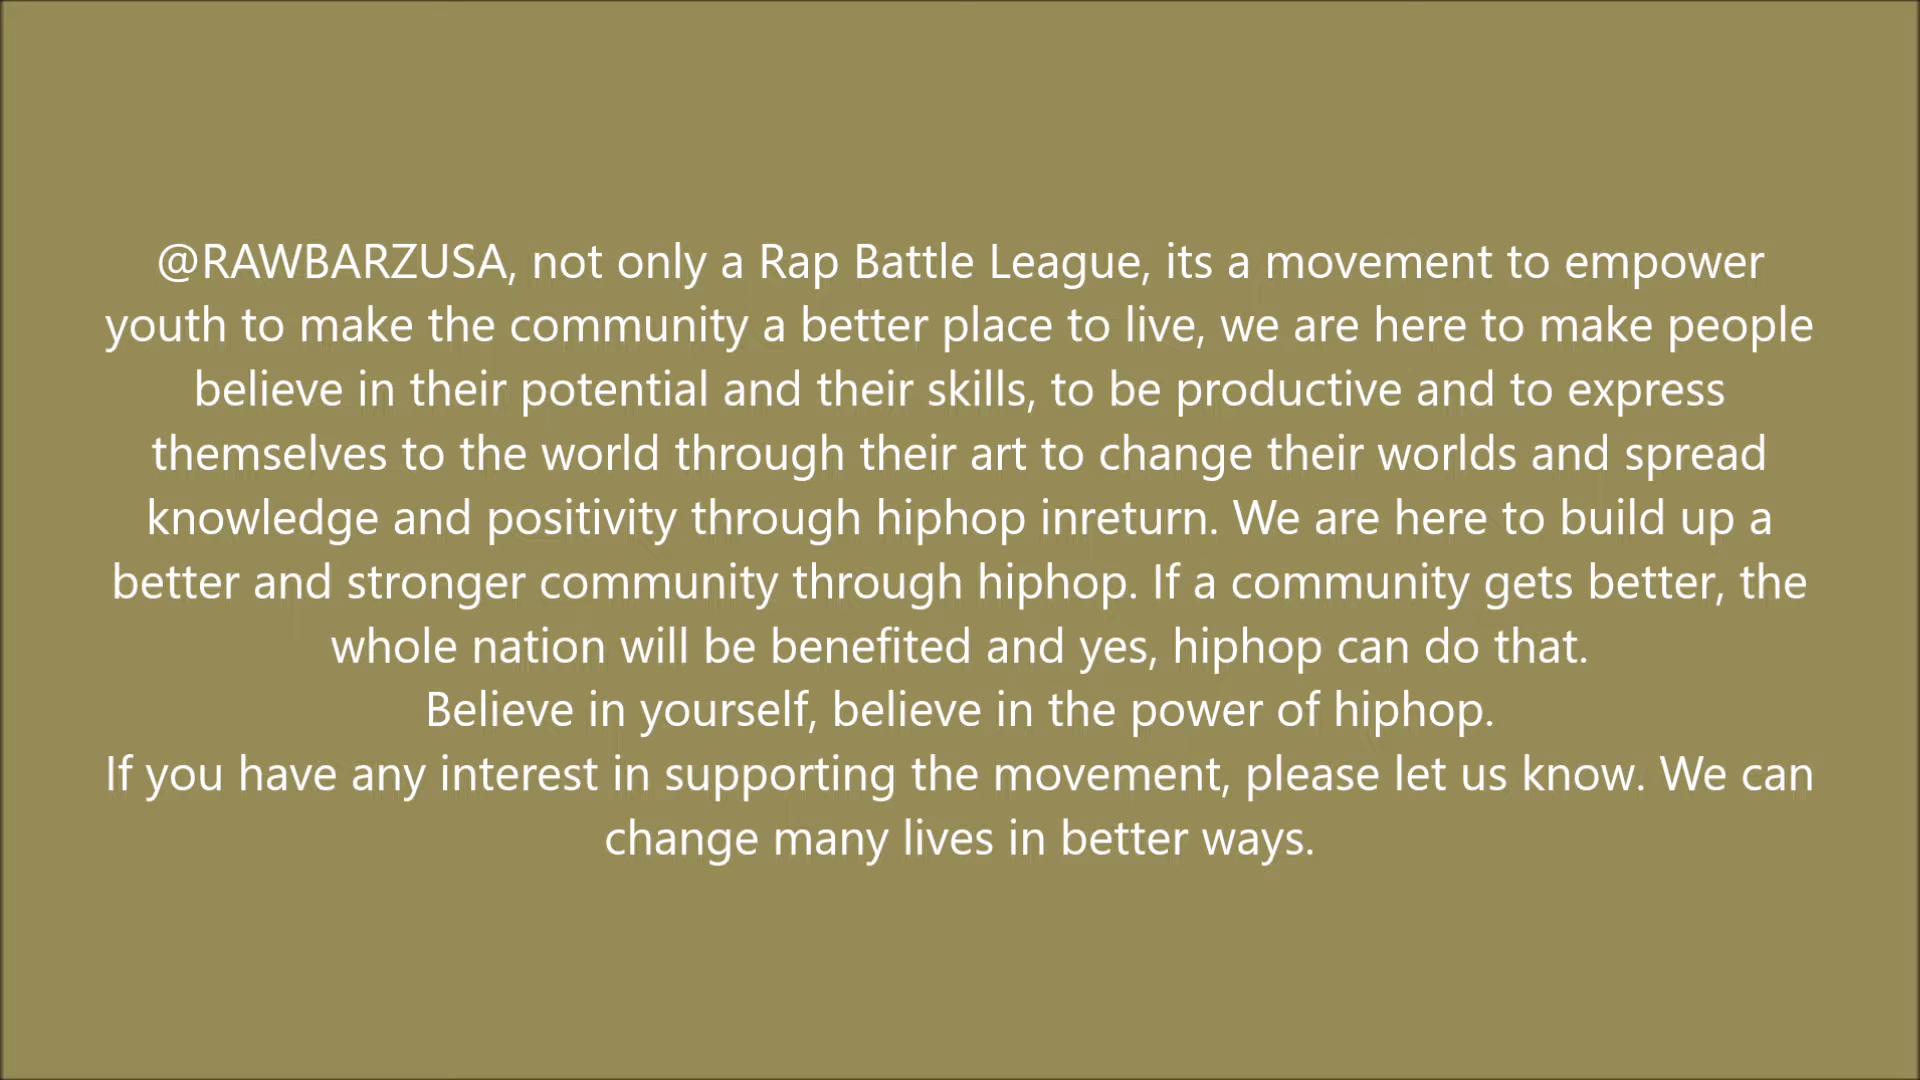 @RAWBARZUSA, not only a Rap Battle League, its a movement to empower
youth to make the community a better place to live, we are here to make people
believe in their potential and their skills, to be productive and to express
themselves to the world through their art to change their worlds and spread
knowledge and positivity through hiphop inreturn. We are here to build up a
better and stronger community through hiphop. If a community gets better, the
whole nation will be benefited and yes, hiphop can do that.
Believe in yourself, believe in the power of hiphop.
If you have any interest in supporting the movement, please let us know. We can
change many lives in better ways.